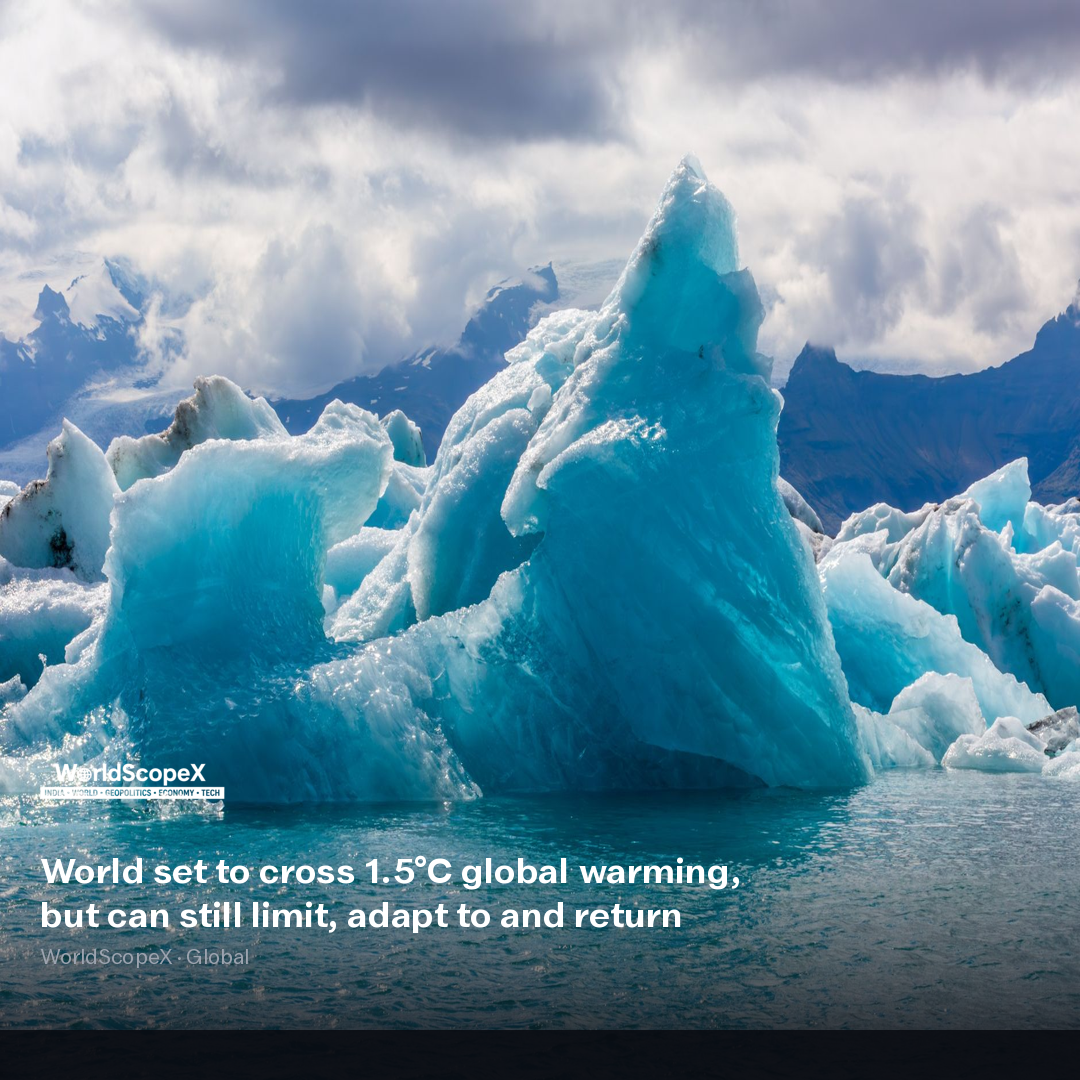 WorldScopeX
INDIA • WORLD • GEOPOLITICS • ECONOMY • TECH
World set to cross 1.5°C global warming,
but can still limit, adapt to and return
WorldScopeX · Global